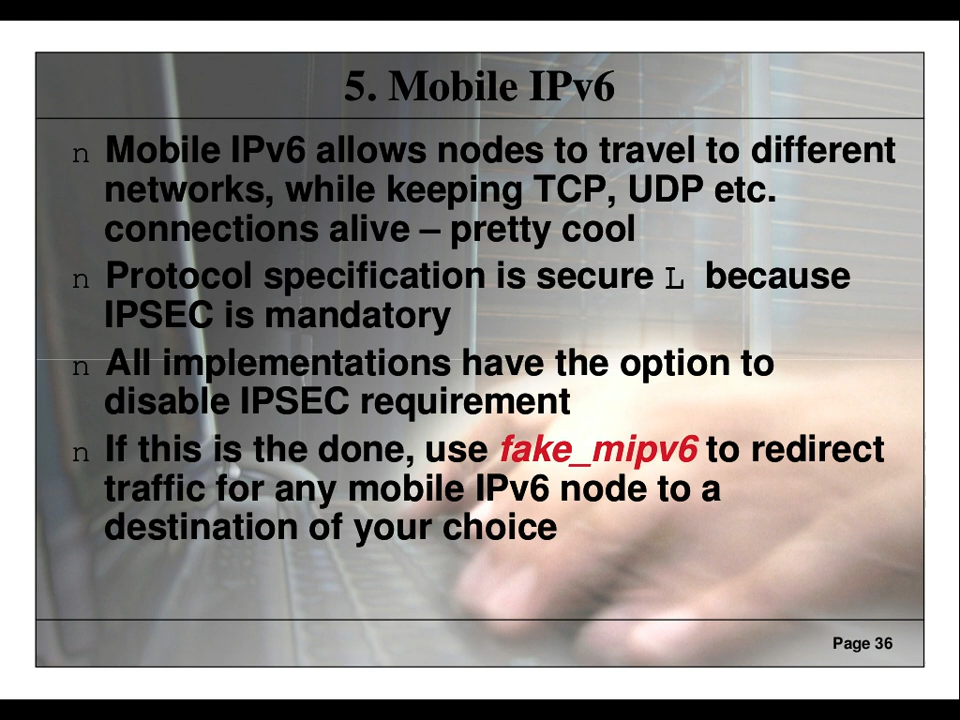 5. Mobile IPv6
n Mobile IPv6 allows nodes to travel to different
networks, while keeping TCP, UDP etc.
connections alive – pretty cool
n Protocol specification is secure L because
IPSEC is mandatory
n All implementations have the option to
disable IPSEC requirement
n If this is the done, use fake_mipv6 to redirect
traffic for any mobile IPv6 node to a
destination of your choice
Page 36